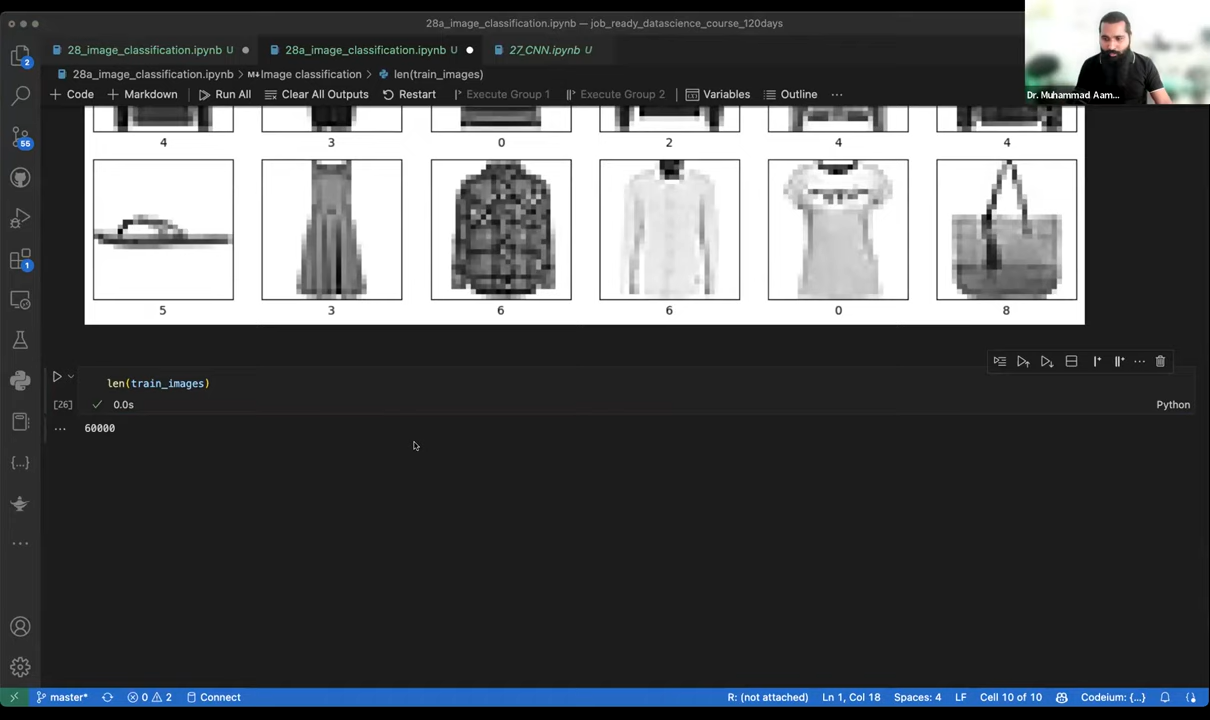 28a_image_classification.ipynb — job_ready_datascience_course_120days
28_image_classification.ipynb U
28a_image_classification.ipynb U
27_CNN.ipynb U
28a_image_classification.ipynb > M↓Image classification > len(train_images)
+ Code + Markdown Run All Clear All Outputs Restart Execute Group 1 Execute Group 2 Variables Outline ...
Dr. Muhammad Aam...
4 3 0 2 4 4
5 3 6 6 0 8
len(train_images)
[26] 0.0s Python
... 60000
2
55
1
master* 0 2 Connect R: (not attached) Ln 1, Col 18 Spaces: 4 LF Cell 10 of 10 Codeium: {...}